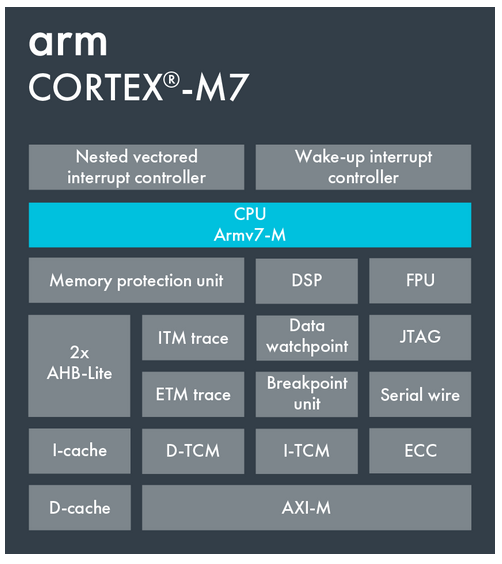 arm
CORTEX®-M7
Nested vectored
interrupt controller
Wake-up interrupt
controller
CPU
Armv7-M
Memory protection unit
DSP
FPU
2x
AHB-Lite
ITM trace
Data
watchpoint
JTAG
ETM trace
Breakpoint
unit
Serial wire
I-cache
D-TCM
I-TCM
ECC
D-cache
AXI-M